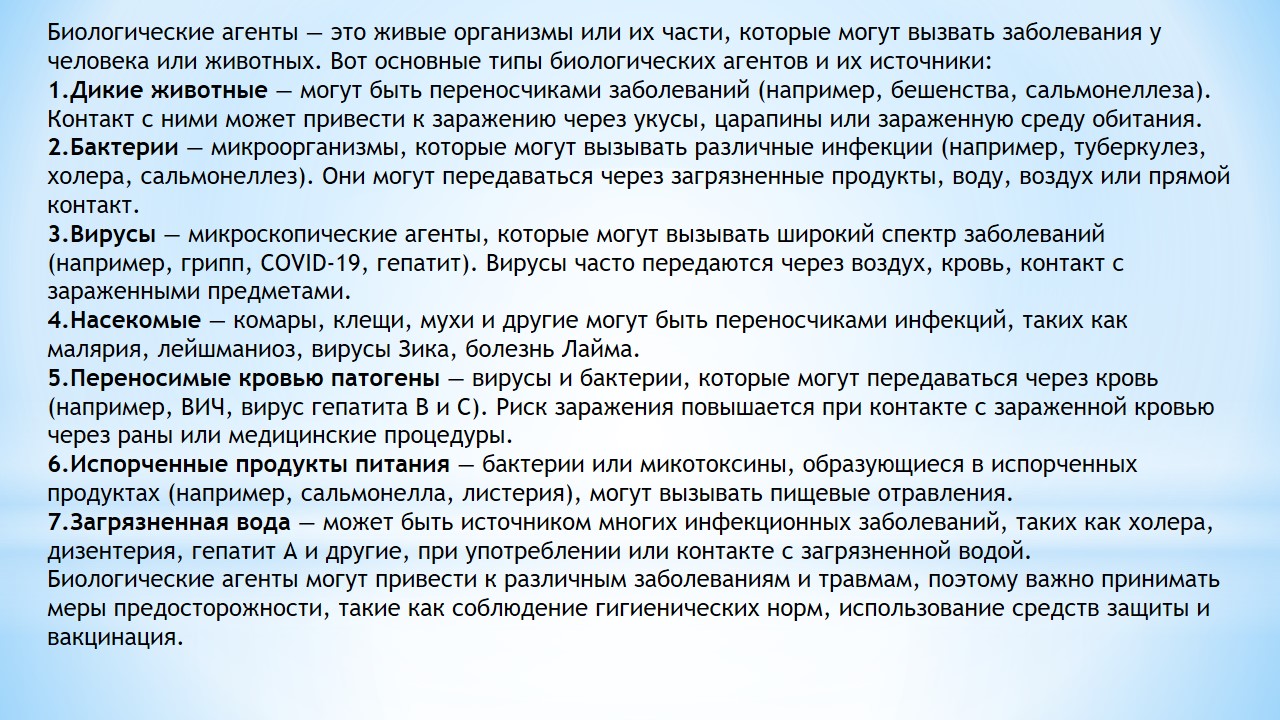 Биологические агенты — это живые организмы или их части, которые могут вызвать заболевания у
человека или животных. Вот основные типы биологических агентов и их источники:
1.Дикие животные — могут быть переносчиками заболеваний (например, бешенства, сальмонеллеза).
Контакт с ними может привести к заражению через укусы, царапины или зараженную среду обитания.
2.Бактерии — микроорганизмы, которые могут вызывать различные инфекции (например, туберкулез,
холера, сальмонеллез). Они могут передаваться через загрязненные продукты, воду, воздух или прямой
контакт.
3.Вирусы — микроскопические агенты, которые могут вызывать широкий спектр заболеваний
(например, грипп, COVID-19, гепатит). Вирусы часто передаются через воздух, кровь, контакт с
зараженными предметами.
4.Насекомые — комары, клещи, мухи и другие могут быть переносчиками инфекций, таких как
малярия, лейшманиоз, вирусы Зика, болезнь Лайма.
5.Переносимые кровью патогены — вирусы и бактерии, которые могут передаваться через кровь
(например, ВИЧ, вирус гепатита B и C). Риск заражения повышается при контакте с зараженной кровью
через раны или медицинские процедуры.
6.Испорченные продукты питания — бактерии или микотоксины, образующиеся в испорченных
продуктах (например, сальмонелла, листерия), могут вызывать пищевые отравления.
7.Загрязненная вода — может быть источником многих инфекционных заболеваний, таких как холера,
дизентерия, гепатит А и другие, при употреблении или контакте с загрязненной водой.
Биологические агенты могут привести к различным заболеваниям и травмам, поэтому важно принимать
меры предосторожности, такие как соблюдение гигиенических норм, использование средств защиты и
вакцинация.